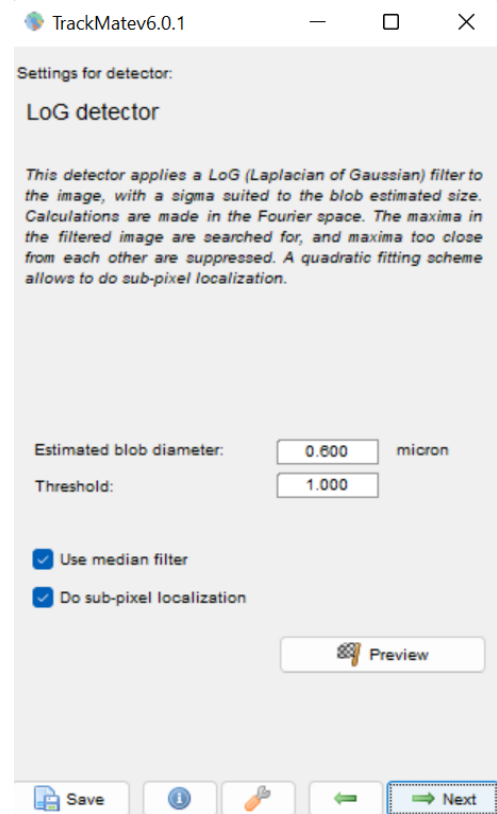 TrackMatev6.0.1
Settings for detector:
LoG detector
This detector applies a LoG (Laplacian of Gaussian) filter to
the image, with a sigma suited to the blob estimated size.
Calculations are made in the Fourier space. The maxima in
the filtered image are searched for, and maxima too close
from each other are suppressed. A quadratic fitting scheme
allows to do sub-pixel localization.
Estimated blob diameter: 0.600 micron
Threshold: 1.000
Use median filter
Do sub-pixel localization
Preview
Save Next